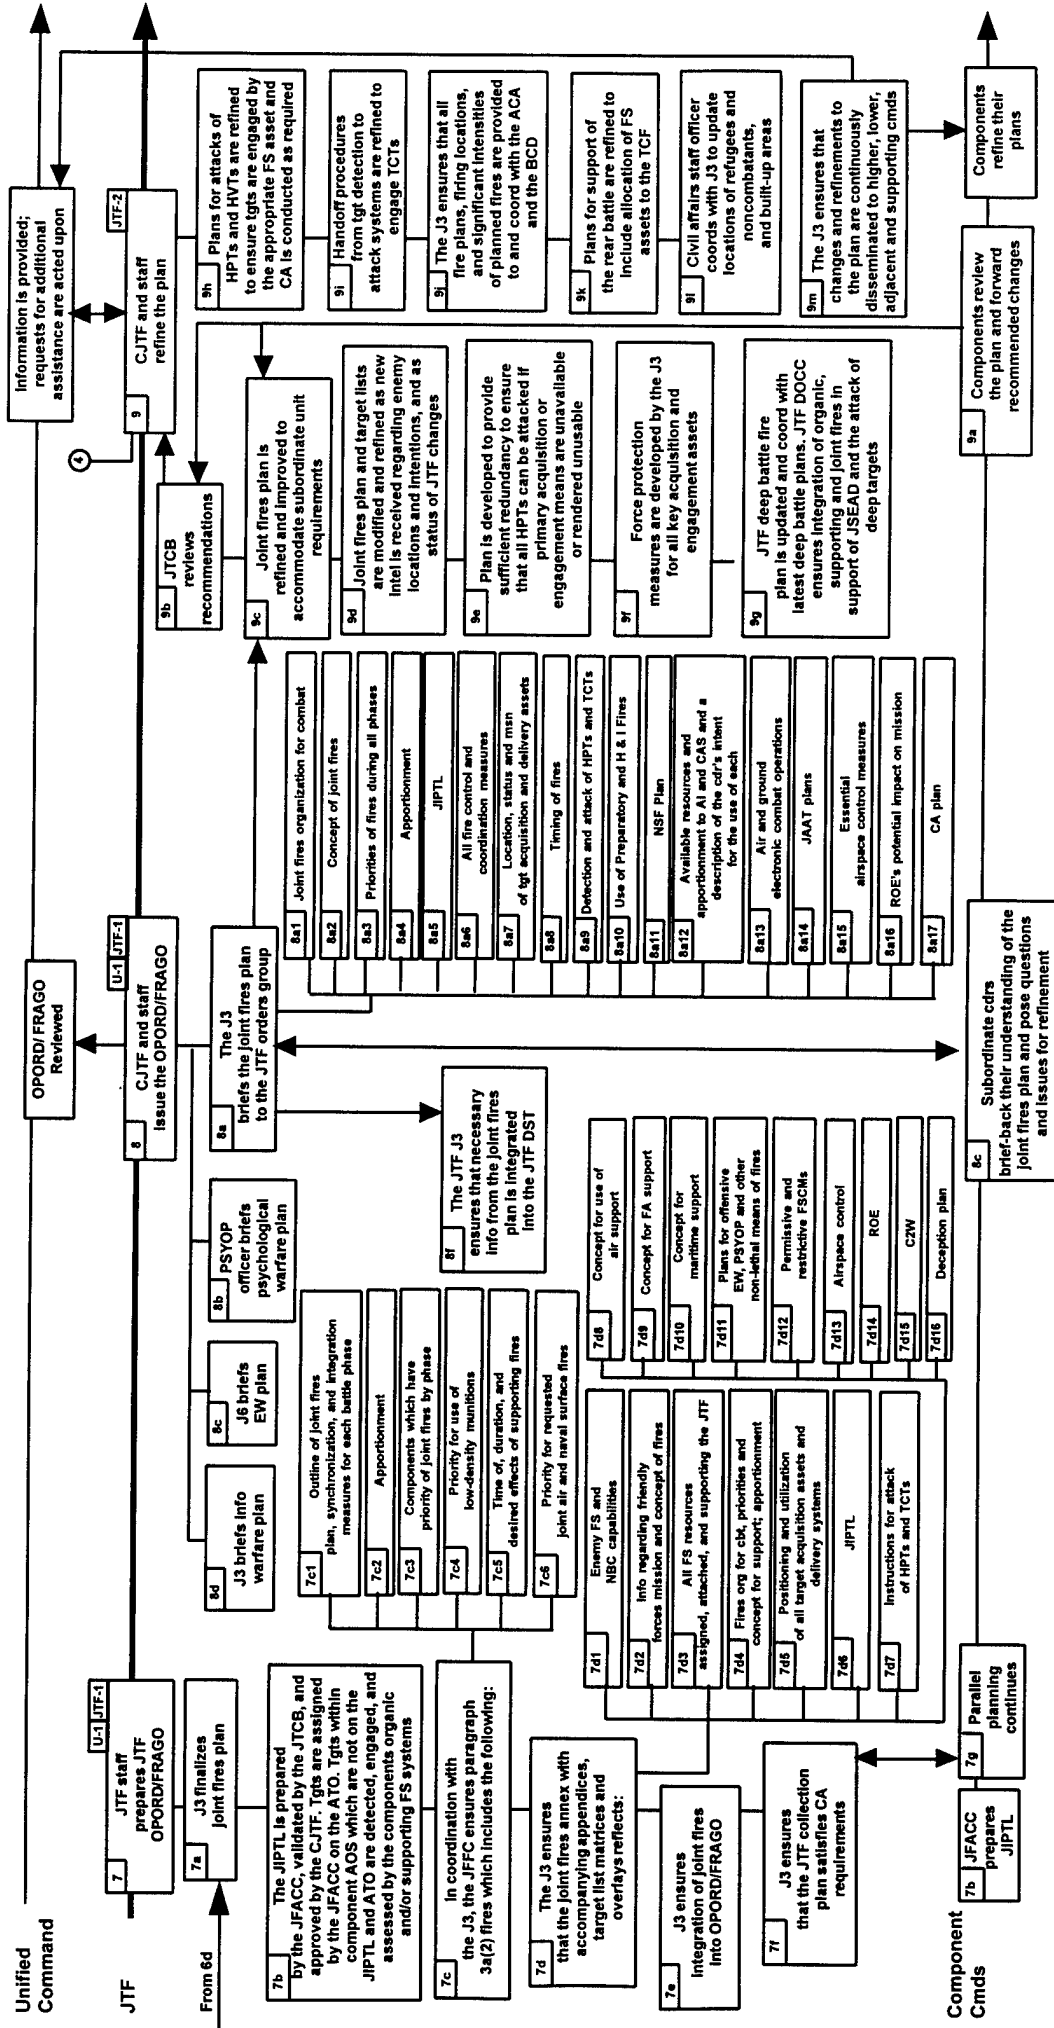 Unified
Command
OPORD/ FRAGO
Reviewed
Information is provided;
requests for additional
assistance are acted upon
JTF
7
U-1
JTF-1
JTF staff
prepares JTF
OPORD/FRAGO
8
U-1
JTF-1
CJTF and staff
issue the OPORD/FRAGO
4
9
JTF-2
CJTF and staff
refine the plan
From 6d
7a
J3 finalizes
joint fires plan
7b
The JIPTL is prepared
by the JFACC, validated by the JTCB, and
approved by the CJTF. Tgts are assigned
by the JFACC on the ATO. Tgts within
component AOS which are not on the
JIPTL and ATO are detected, engaged, and
assessed by the components organic
and/or supporting FS systems
7c
In coordination with
the J3, the JFFC ensures paragraph
3a(2) fires which includes the following:
7d
The J3 ensures
that the joint fires annex with
accompanying appendices,
target list matrices and
overlays reflects:
7e
J3 ensures
Integration of joint fires
into OPORD/FRAGO
7f
J3 ensures
that the JTF collection
plan satisfies CA
requirements
8d
J3 briefs info
warfare plan
8c
J6 briefs
EW plan
8b
PSYOP
officer briefs
psychological
warfare plan
8a
The J3
briefs the joint fires plan
to the JTF orders group
8f
The JTF J3
ensures that necessary
info from the joint fires
plan is integrated
into the JTF DST
7c1
Outline of joint fires
plan, synchronization, and integration
measures for each battle phase
7c2
Apportionment
7c3
Components which have
priority of joint fires by phase
7c4
Priority for use of
low-density munitions
7c5
Time of, duration, and
desired effects of supporting fires
7c6
Priority for requested
joint air and naval surface fires
7d1
Enemy FS and
NBC capabilities
7d2
Info regarding friendly
forces mission and concept of fires
7d3
All FS resources
assigned, attached, and supporting the JTF
7d4
Fires org for cbt, priorities and
concept for support; apportionment
7d5
Positioning and utilization
of all target acquisition assets and
delivery systems
7d6
JIPTL
7d7
Instructions for attack
of HPTs and TCTs
7d8
Concept for use of
air support
7d9
Concept for FA support
7d10
Concept for
maritime support
7d11
Plans for offensive
EW, PSYOP and other
non-lethal means of fires
7d12
Permissive and
restrictive FSCMs
7d13
Airspace control
7d14
ROE
7d15
C2W
7d16
Deception plan
8a1
Joint fires organization for combat
8a2
Concept of joint fires
8a3
Priorities of fires during all phases
8a4
Apportionment
8a5
JIPTL
8a6
All fire control and
coordination measures
8a7
Location, status and msn
of tgt acquisition and delivery assets
8a8
Timing of fires
8a9
Detection and attack of HPTs and TCTs
8a10
Use of Preparatory and H & I Fires
8a11
NSF Plan
8a12
Available resources and
apportionment to AI and CAS and a
description of the cdr's intent
for the use of each
8a13
Air and ground
electronic combat operations
8a14
JAAT plans
8a15
Essential
airspace control measures
8a16
ROE's potential impact on mission
8a17
CA plan
9b
JTCB
reviews
recommendations
9c
Joint fires plan is
refined and improved to
accommodate subordinate unit
requirements
9d
Joint fires plan and target lists
are modified and refined as new
Intel is received regarding enemy
locations and intentions, and as
status of JTF changes
9e
Plan is developed to provide
sufficient redundancy to ensure
that all HPTs can be attacked if
primary acquisition or
engagement means are unavailable
or rendered unusable
9f
Force protection
measures are developed by the J3
for all key acquisition and
engagement assets
9g
JTF deep battle fire
plan is updated and coord with
latest deep battle plans. JTF DOCC
ensures integration of organic,
supporting and joint fires in
support of JSEAD and the attack of
deep targets
9h
Plans for attacks of
HPTs and HVTs are refined
to ensure tgts are engaged by
the appropriate FS asset and
CA is conducted as required
9i
Handoff procedures
from tgt detection to
attack systems are refined to
engage TCTs
9j
The J3 ensures that all
fire plans, firing locations,
and significant intensities
of planned fires are provided
to and coord with the ACA
and the BCD
9k
Plans for support of
the rear battle are refined to
include allocation of FS
assets to the TCF
9l
Civil affairs staff officer
coords with J3 to update
locations of refugees and
noncombatants,
and built-up areas
9m
The J3 ensures that
changes and refinements to
the plan are continuously
disseminated to higher, lower,
adjacent and supporting cmds
Component
Cmds
7b
JFACC
prepares
JIPTL
7g
Parallel
planning
continues
8c
Subordinate cdrs
brief-back their understanding of the
joint fires plan and pose questions
and issues for refinement
9a
Components review
the plan and forward
recommended changes
Components
refine their
plans